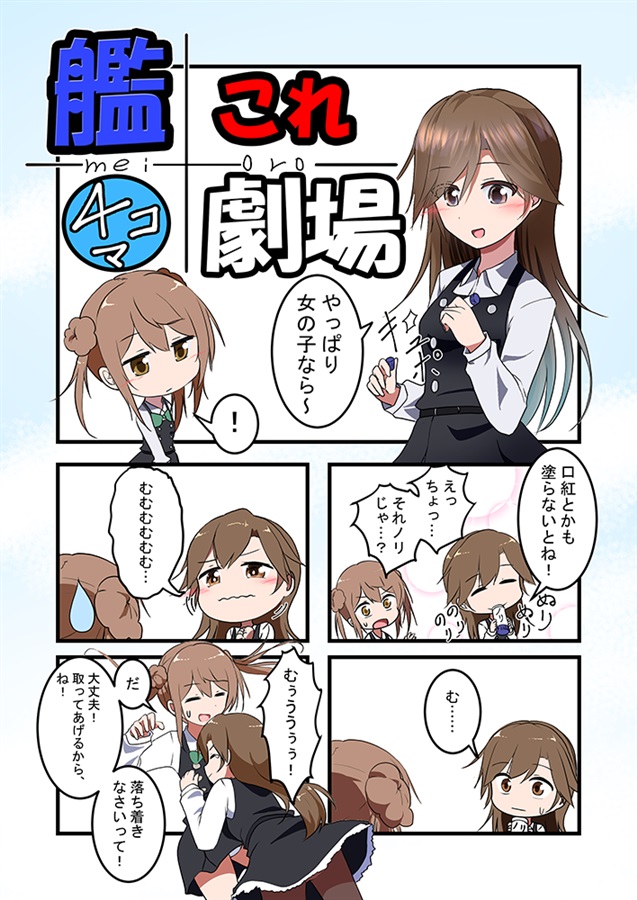 艦これ
mei oro
4コマ
劇場
やっぱり
女の子なら～
キュポッ
！
口紅とかも
塗らないとね！
えっ
ちょっ…
それノリ
じゃ…？
ぬり
ぬり
のり
のり
むむむむむ…
む……
むぅううぅぅ！
だ
大丈夫！
取ってあげるから、
ね！
落ち着き
なさいって！